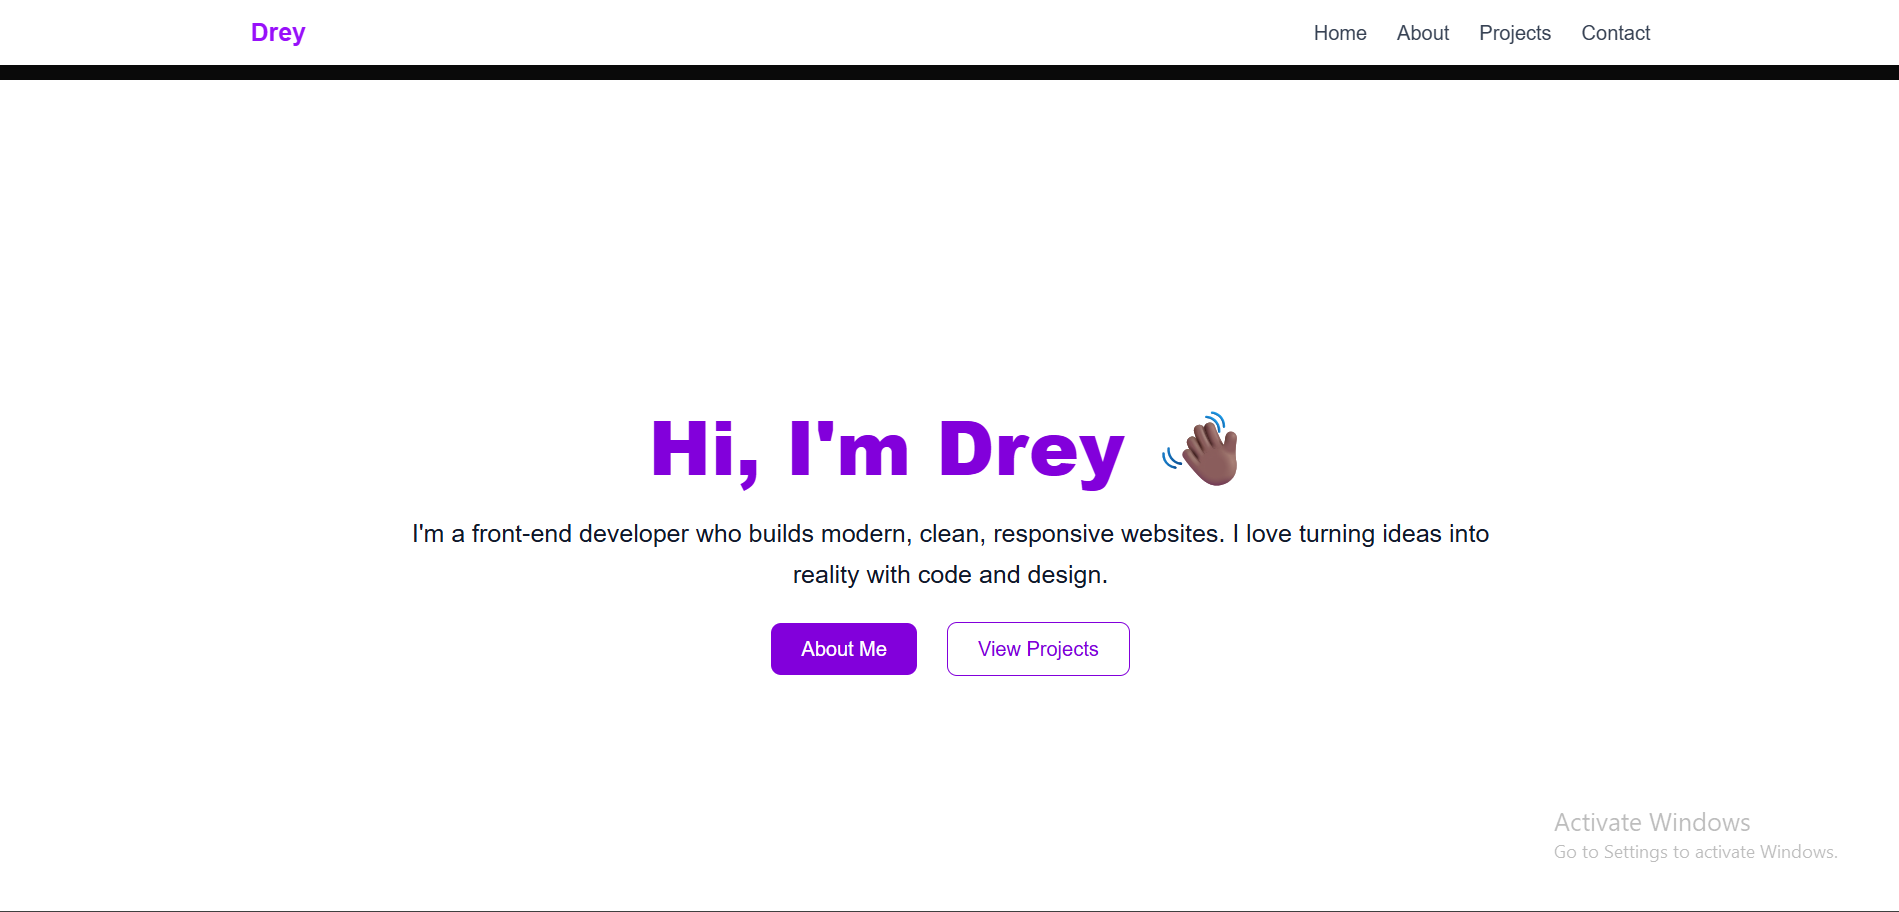 Drey
Home About Projects Contact
Hi, I'm Drey 👋🏿
I'm a front-end developer who builds modern, clean, responsive websites. I love turning ideas into
reality with code and design.
About Me View Projects
Activate Windows
Go to Settings to activate Windows.